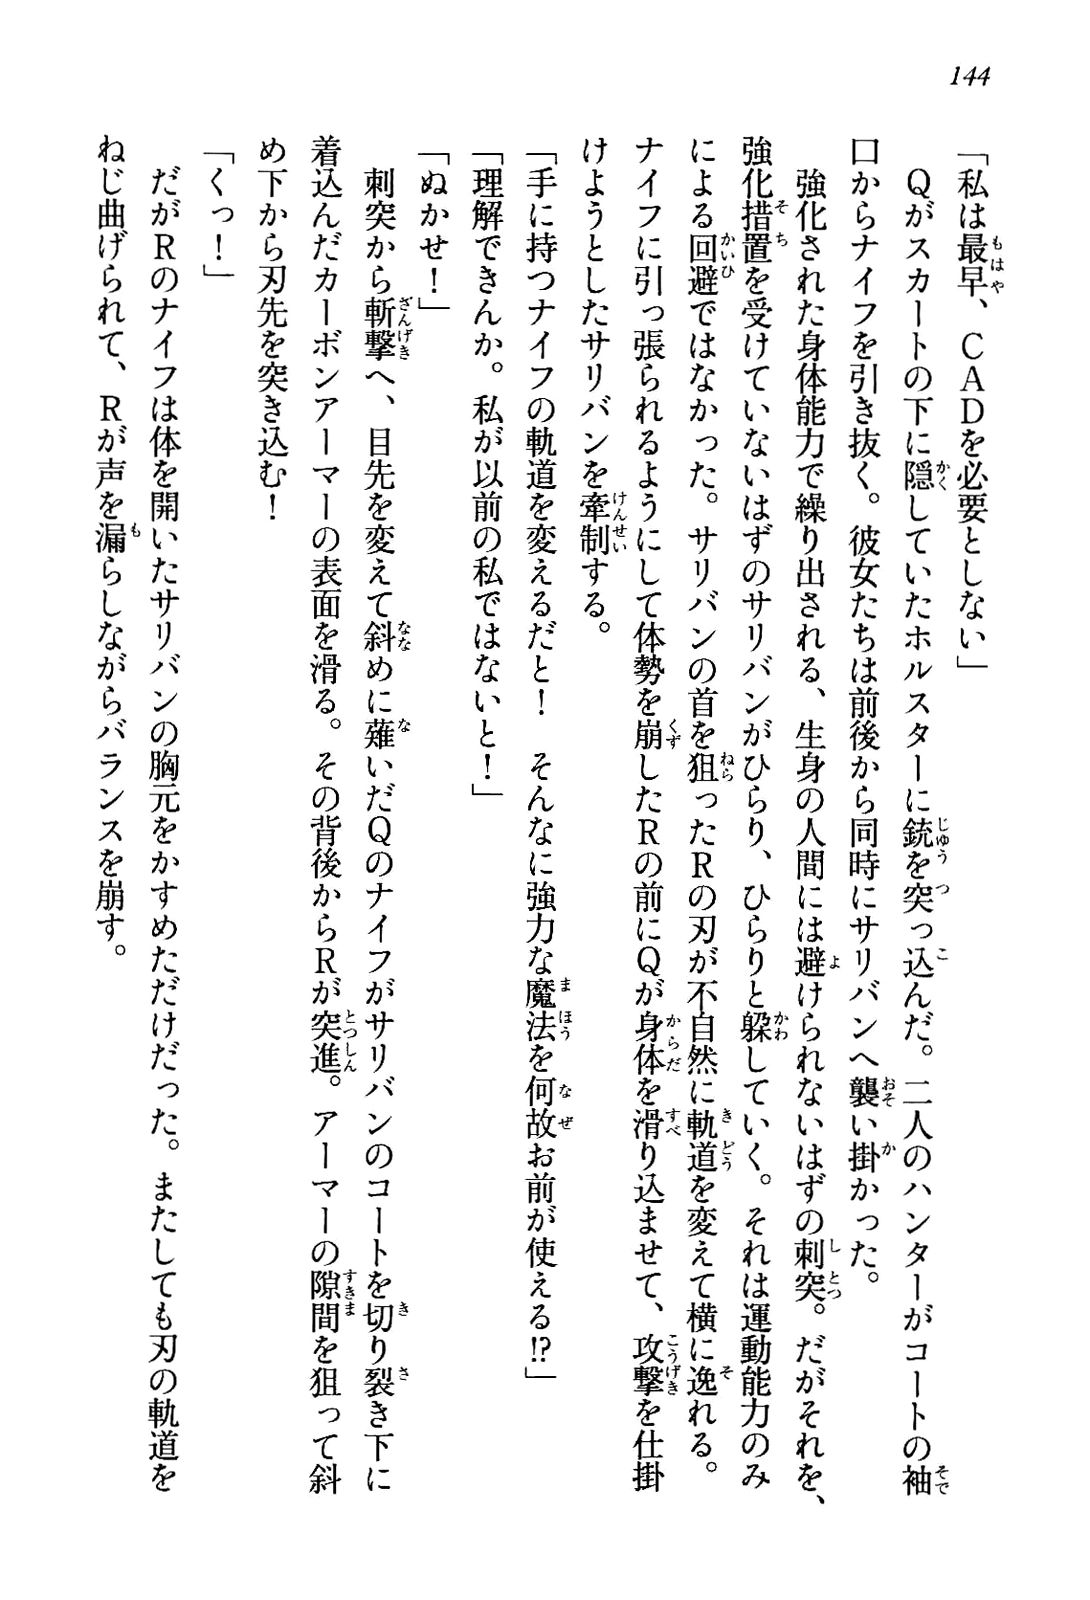 144
「私は最早、ＣＡＤを必要としない」
　Ｑがスカートの下に隠していたホルスターに銃を突っ込んだ。二人のハンターがコートの袖
口からナイフを引き抜く。彼女たちは前後から同時にサリバンへ襲い掛かった。
　強化された身体能力で繰り出される、生身の人間には避けられないはずの刺突。だがそれを、
強化措置を受けていないはずのサリバンがひらり、ひらりと躱していく。それは運動能力のみ
による回避ではなかった。サリバンの首を狙ったＲの刃が不自然に軌道を変えて横に逸れる。
ナイフに引っ張られるようにして体勢を崩したＲの前にＱが身体を滑り込ませて、攻撃を仕掛
けようとしたサリバンを牽制する。
「手に持つナイフの軌道を変えるだと！　そんなに強力な魔法を何故お前が使える!?」
「理解できんか。私が以前の私ではないと！」
「ぬかせ！」
　刺突から斬撃へ、目先を変えて斜めに薙いだＱのナイフがサリバンのコートを切り裂き下に
着込んだカーボンアーマーの表面を滑る。その背後からＲが突進。アーマーの隙間を狙って斜
め下から刃先を突き込む！
「くっ！」
　だがＲのナイフは体を開いたサリバンの胸元をかすめただけだった。またしても刃の軌道を
ねじ曲げられて、Ｒが声を漏らしながらバランスを崩す。